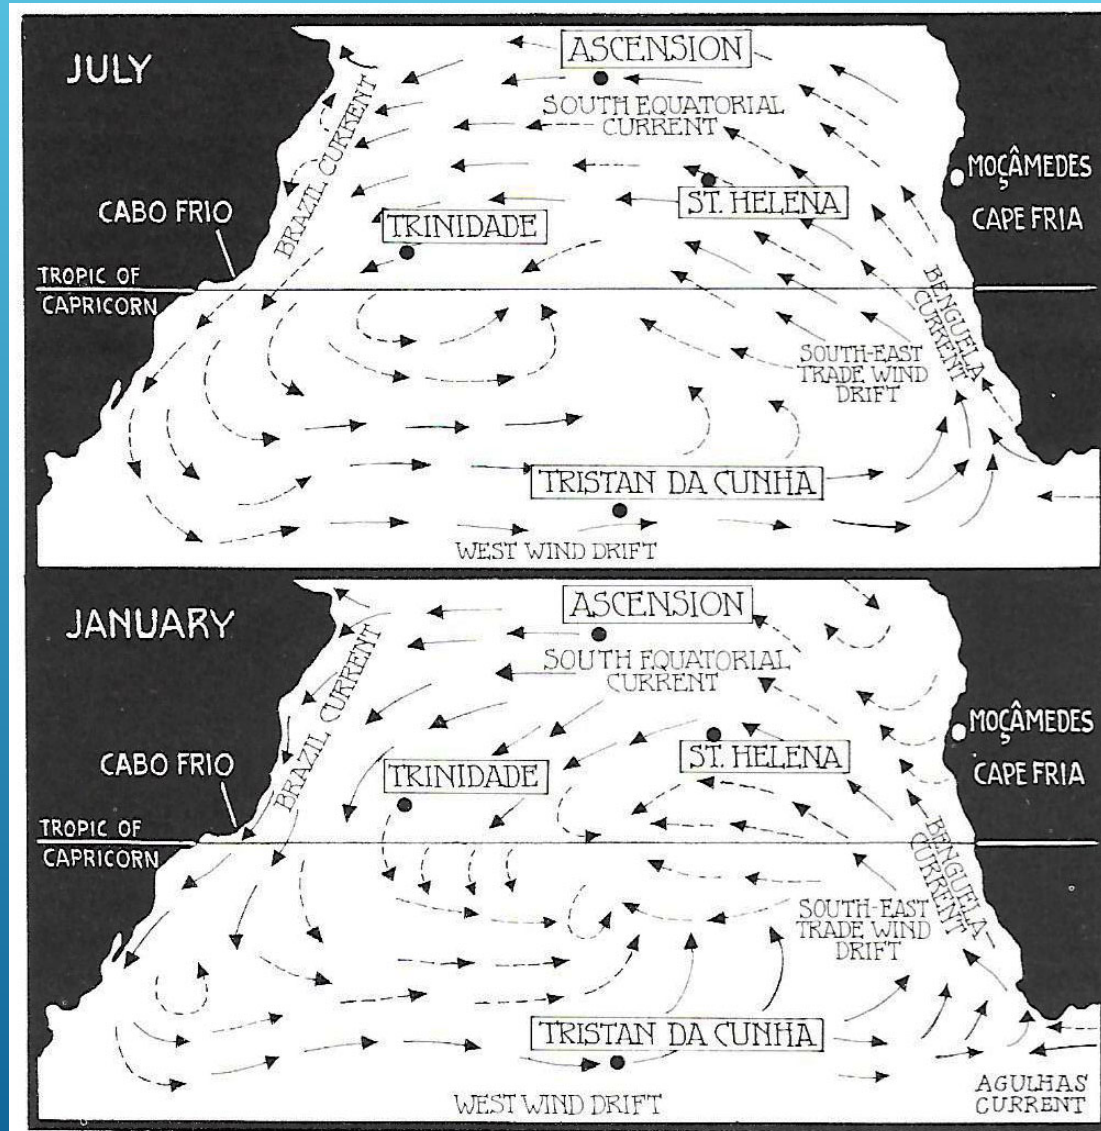 JULY
ASCENSION
SOUTH EQUATORIAL
CURRENT
BRAZIL CURRENT
MOÇÂMEDES
CABO FRIO
ST. HELENA
CAPE FRIA
TRINIDADE
TROPIC OF
CAPRICORN
BENGUELA
CURRENT
SOUTH-EAST
TRADE WIND
DRIFT
TRISTAN DA CUNHA
WEST WIND DRIFT
JANUARY
ASCENSION
SOUTH EQUATORIAL
CURRENT
BRAZIL CURRENT
MOÇÂMEDES
CABO FRIO
ST. HELENA
CAPE FRIA
TRINIDADE
TROPIC OF
CAPRICORN
BENGUELA-
CURRENT
SOUTH-EAST
TRADE WIND
DRIFT
TRISTAN DA CUNHA
WEST WIND DRIFT
AGULHAS
CURRENT